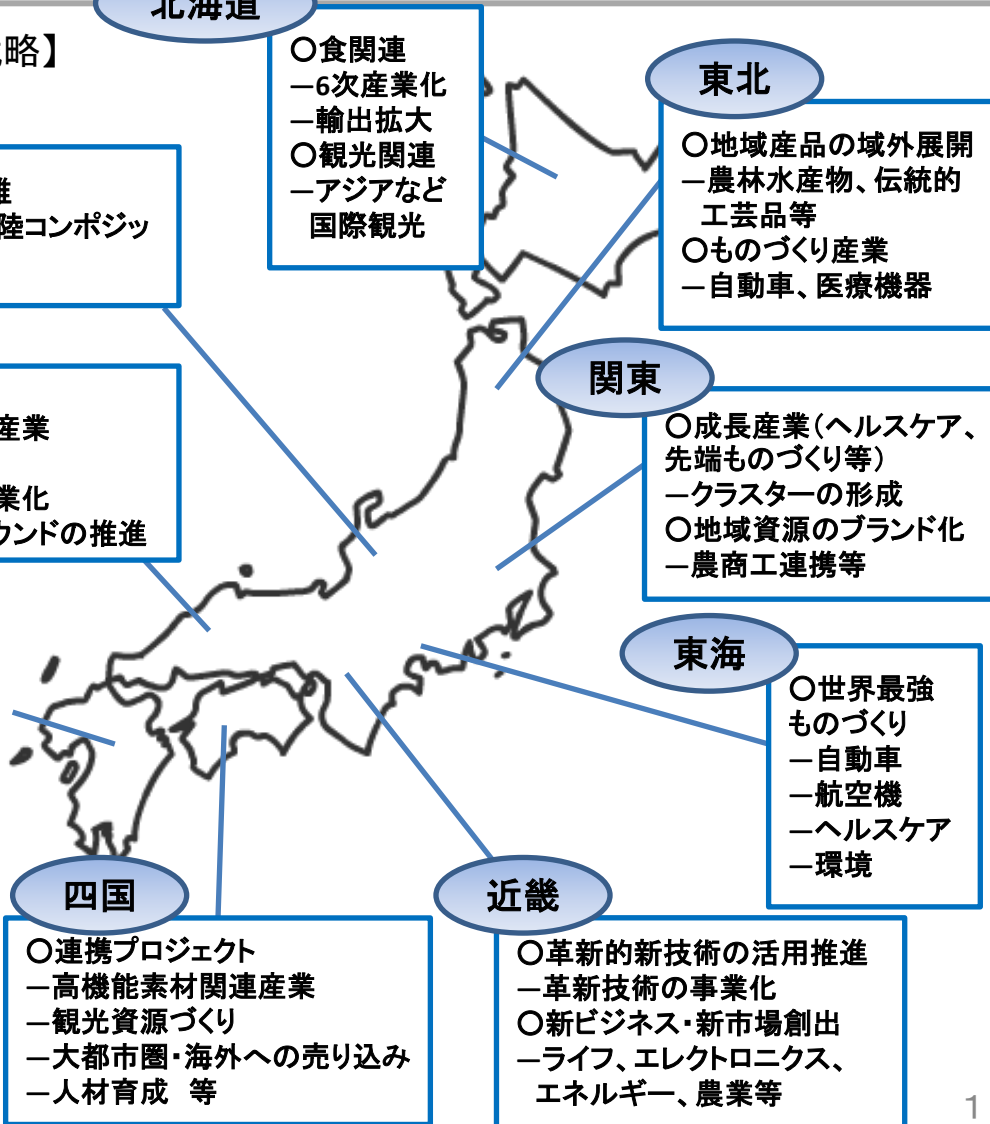 北海道
略】
○食関連
―6次産業化
―輸出拡大
○観光関連
―アジアなど
国際観光
東北
○地域産品の域外展開
―農林水産物、伝統的
工芸品等
○ものづくり産業
―自動車、医療機器
陸コンポジッ
関東
○成長産業（ヘルスケア、
先端ものづくり等）
―クラスターの形成
○地域資源のブランド化
―農商工連携等
産業
業化
ウンドの推進
東海
○世界最強
ものづくり
―自動車
―航空機
―ヘルスケア
―環境
四国
○連携プロジェクト
―高機能素材関連産業
―観光資源づくり
―大都市圏・海外への売り込み
―人材育成 等
近畿
○革新的新技術の活用推進
―革新技術の事業化
○新ビジネス・新市場創出
―ライフ、エレクトロニクス、
エネルギー、農業等
1